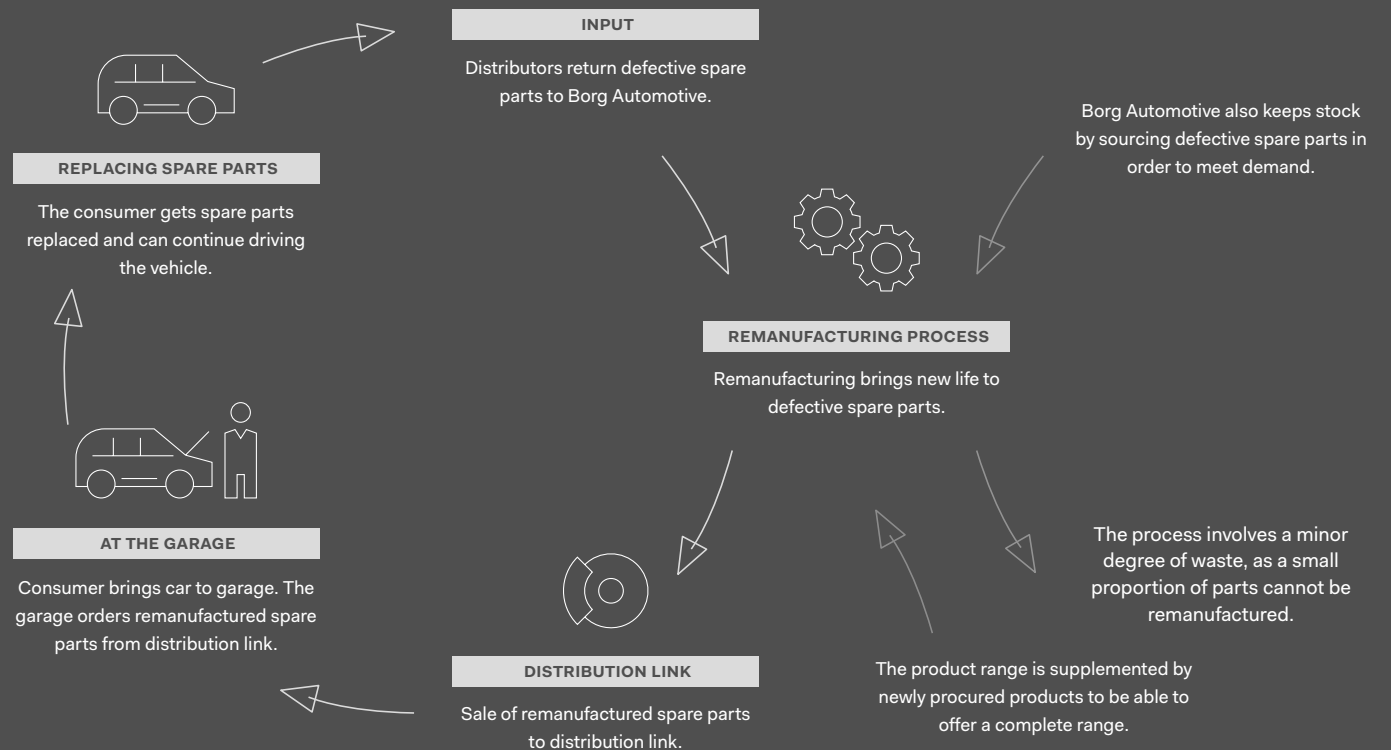 INPUT
Distributors return defective spare
parts to Borg Automotive.
Borg Automotive also keeps stock
by sourcing defective spare parts in
order to meet demand.
REPLACING SPARE PARTS
The consumer gets spare parts
replaced and can continue driving
the vehicle.
REMANUFACTURING PROCESS
Remanufacturing brings new life to
defective spare parts.
AT THE GARAGE
Consumer brings car to garage. The
garage orders remanufactured spare
parts from distribution link.
The process involves a minor
degree of waste, as a small
proportion of parts cannot be
remanufactured.
DISTRIBUTION LINK
Sale of remanufactured spare parts
to distribution link.
The product range is supplemented by
newly procured products to be able to
offer a complete range.